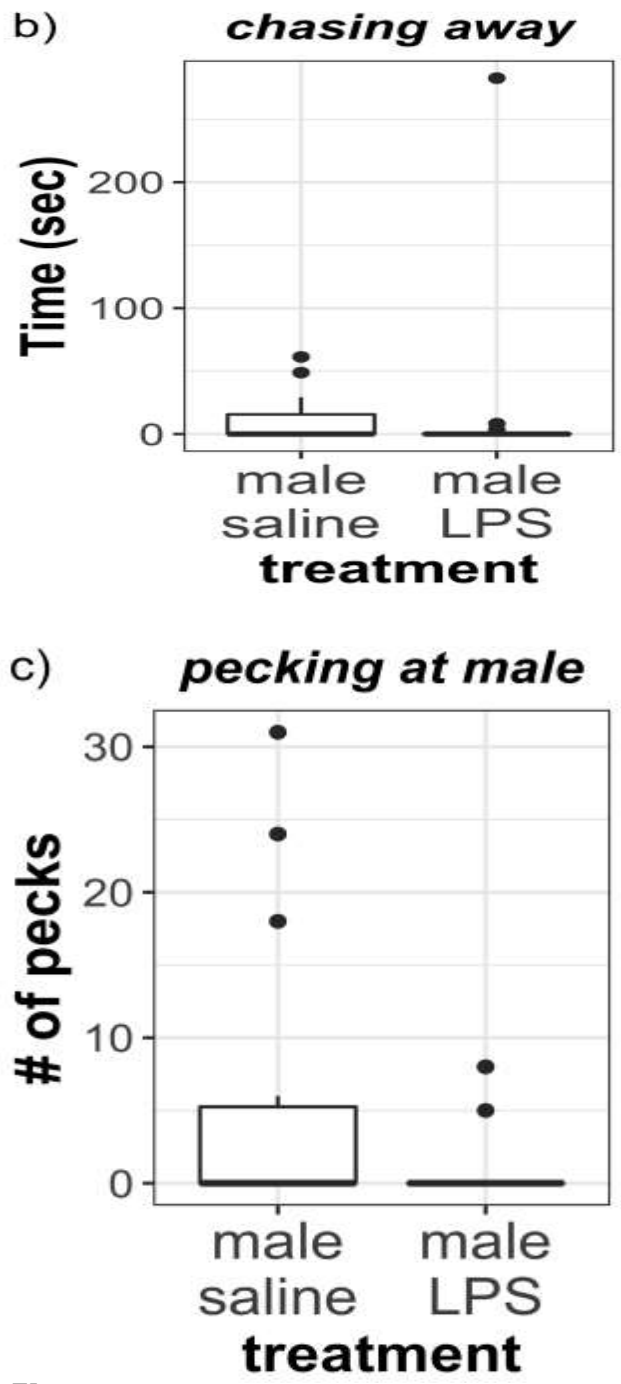 b) chasing away
Time (sec)
200
100
0
male male
saline LPS
treatment
c) pecking at male
# of pecks
30
20
10
0
male male
saline LPS
treatment